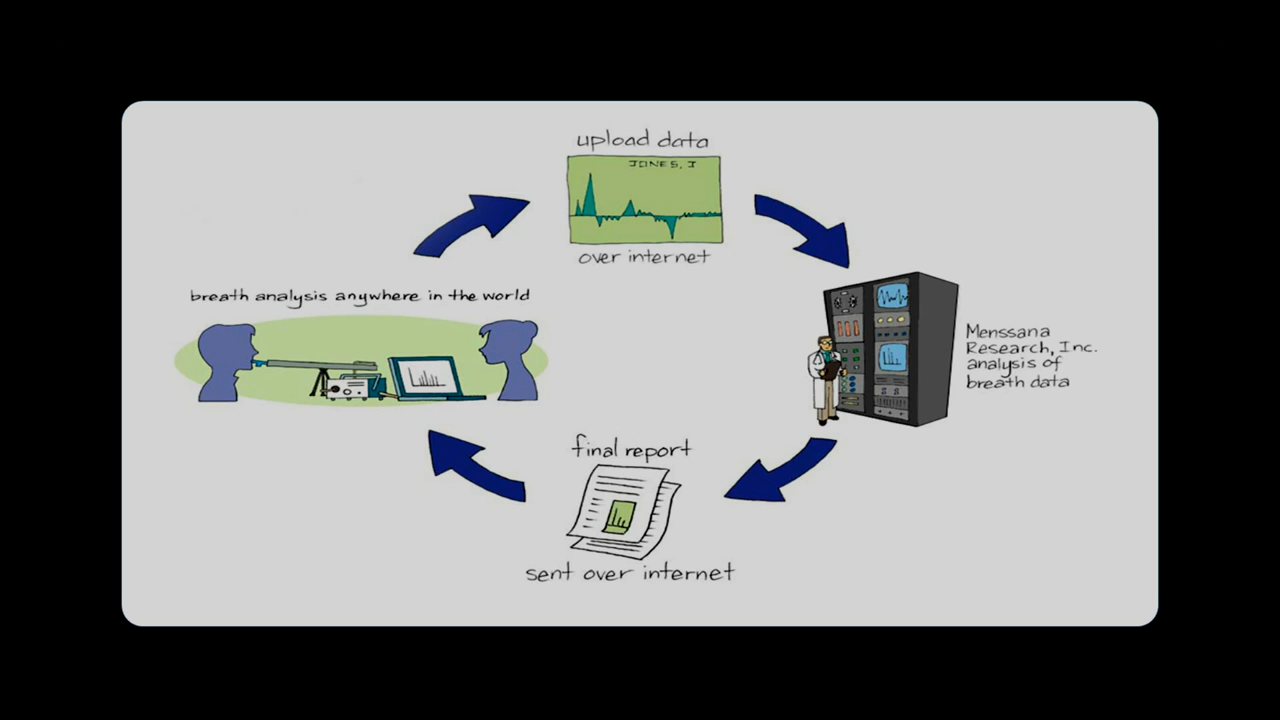 upload data
JONES, J
over internet
breath analysis anywhere in the world
Menssana
Research, Inc.
analysis of
breath data
final report
sent over internet